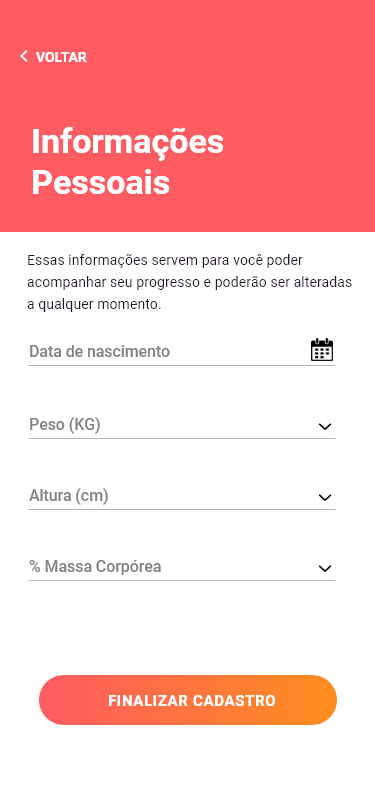 VOLTAR
Informações
Pessoais
Essas informações servem para você poder
acompanhar seu progresso e poderão ser alteradas
a qualquer momento.
Data de nascimento
Peso (KG)
Altura (cm)
% Massa Corpórea
FINALIZAR CADASTRO